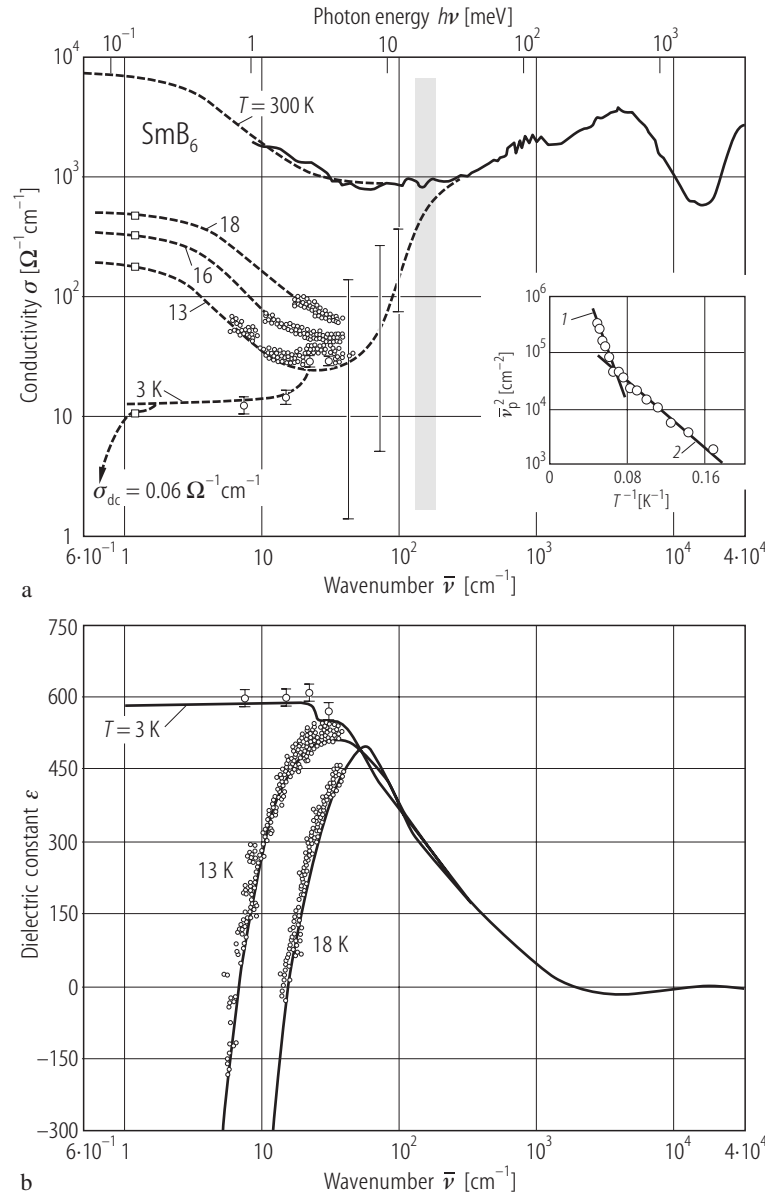 Photon energy hν [meV]
10⁻¹ 1 10 10² 10³
10⁴
10³
10²
10
1
Conductivity σ [Ω⁻¹cm⁻¹]
T = 300 K
SmB₆
18
16
13
3 K
σdc = 0.06 Ω⁻¹cm⁻¹
10⁶
10⁵
10⁴
10³
ν̅p² [cm⁻²]
1
2
0 0.08 0.16
T⁻¹[K⁻¹]
6·10⁻¹ 1 10 10² 10³ 10⁴ 4·10⁴
Wavenumber ν̅ [cm⁻¹]
a
750
600
450
300
150
0
−150
−300
Dielectric constant ε
T = 3 K
13 K
18 K
6·10⁻¹ 1 10 10² 10³ 10⁴ 4·10⁴
Wavenumber ν̅ [cm⁻¹]
b